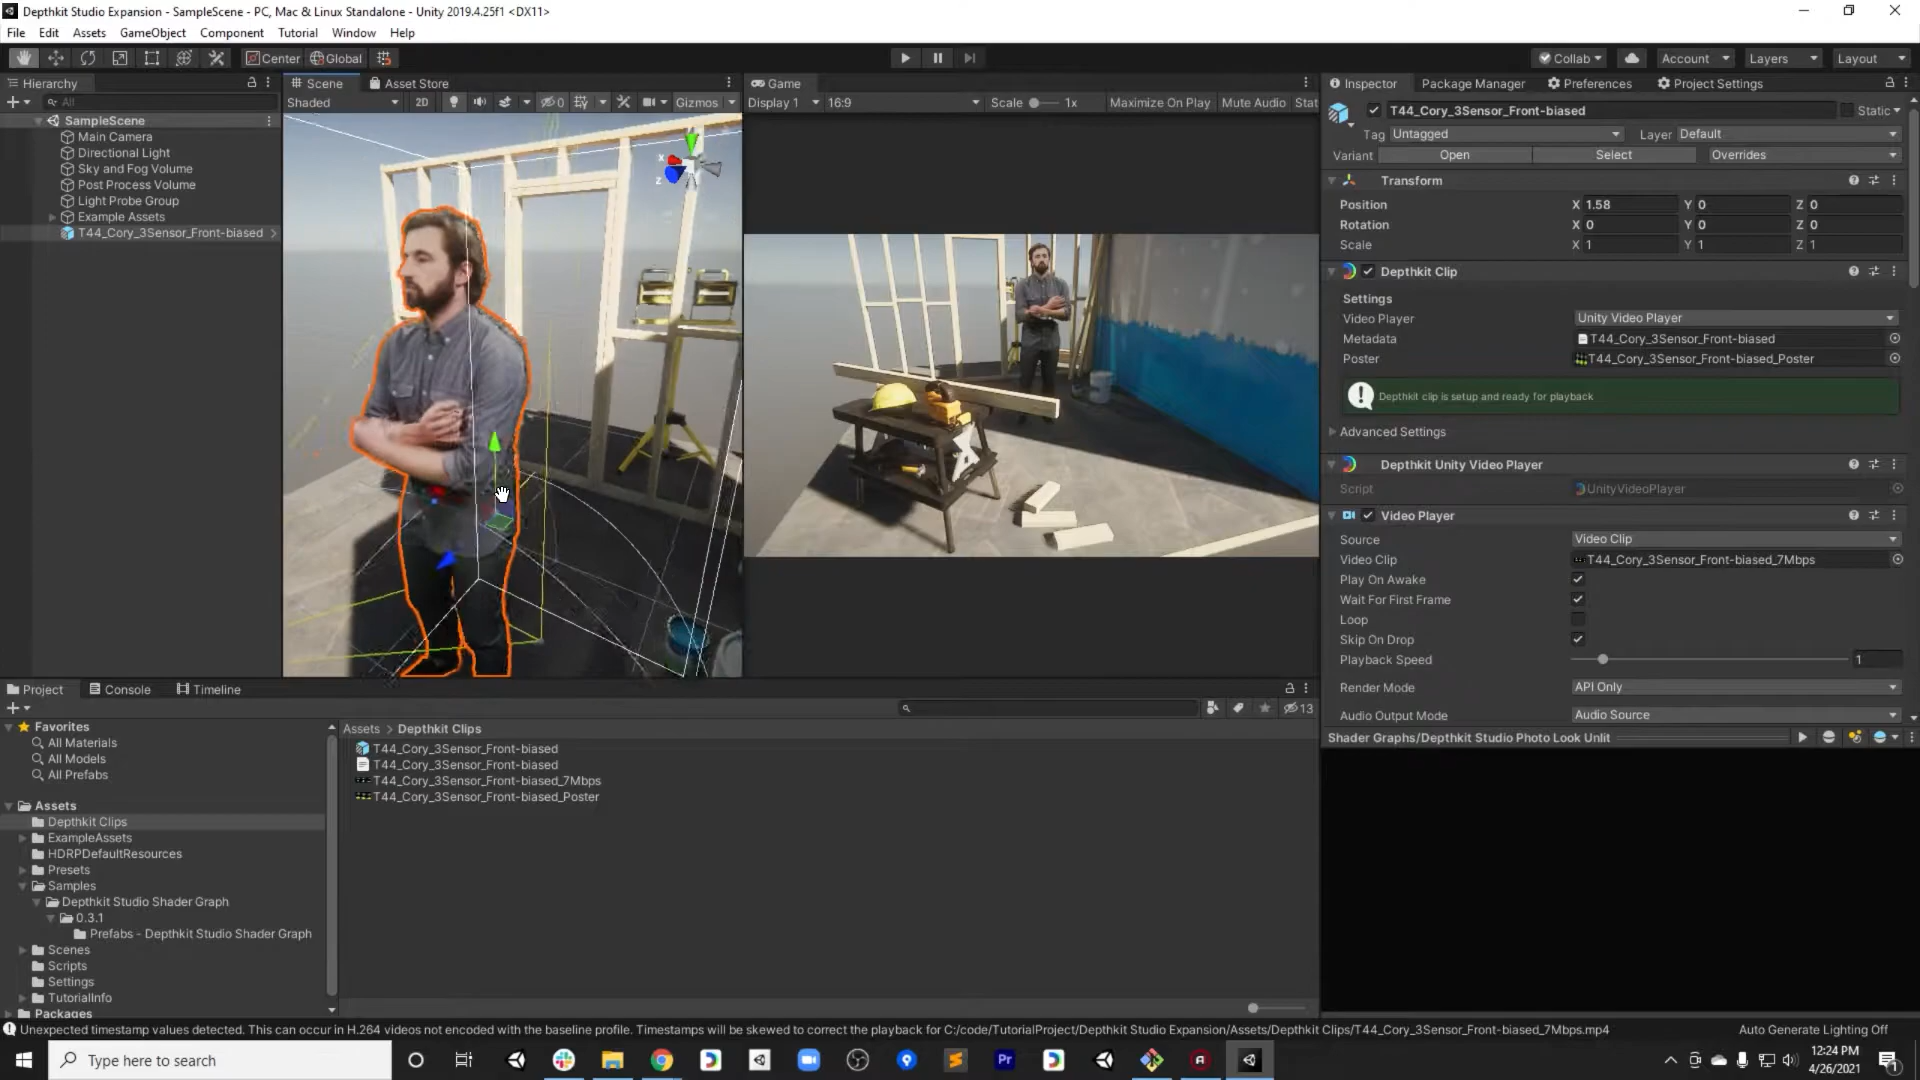 Depthkit Studio Expansion - SampleScene - PC, Mac & Linux Standalone - Unity 2019.4.25f1 <DX11>
File Edit Assets GameObject Component Tutorial Window Help
Center Global Collab Account Layers Layout
Hierarchy
All
SampleScene
Main Camera
Directional Light
Sky and Fog Volume
Post Process Volume
Light Probe Group
Example Assets
T44_Cory_3Sensor_Front-biased
Scene Asset Store
Shaded 2D 0 Gizmos
x
z
Game
Display 1 16:9 Scale 1x Maximize On Play Mute Audio Stat
Inspector Package Manager Preferences Project Settings
T44_Cory_3Sensor_Front-biased Static
Tag Untagged Layer Default
Variant Open Select Overrides
Transform
Position X 1.58 Y 0 Z 0
Rotation X 0 Y 0 Z 0
Scale X 1 Y 1 Z 1
Depthkit Clip
Settings
Video Player Unity Video Player
Metadata T44_Cory_3Sensor_Front-biased
Poster T44_Cory_3Sensor_Front-biased_Poster
Depthkit clip is setup and ready for playback
Advanced Settings
Depthkit Unity Video Player
Script UnityVideoPlayer
Video Player
Source Video Clip
Video Clip T44_Cory_3Sensor_Front-biased_7Mbps
Play On Awake
Wait For First Frame
Loop
Skip On Drop
Playback Speed 1
Render Mode API Only
Audio Output Mode Audio Source
Shader Graphs/Depthkit Studio Photo Look Unlit
Project Console Timeline
13
Favorites
All Materials
All Models
All Prefabs
Assets
Depthkit Clips
ExampleAssets
HDRPDefaultResources
Presets
Samples
Depthkit Studio Shader Graph
0.3.1
Prefabs - Depthkit Studio Shader Graph
Scenes
Scripts
Settings
TutorialInfo
Packages
Assets > Depthkit Clips
T44_Cory_3Sensor_Front-biased
T44_Cory_3Sensor_Front-biased
T44_Cory_3Sensor_Front-biased_7Mbps
T44_Cory_3Sensor_Front-biased_Poster
Unexpected timestamp values detected. This can occur in H.264 videos not encoded with the baseline profile. Timestamps will be skewed to correct the playback for C:/code/TutorialProject/Depthkit Studio Expansion/Assets/Depthkit Clips/T44_Cory_3Sensor_Front-biased_7Mbps.mp4
Auto Generate Lighting Off
Type here to search
Pr
12:24 PM
4/26/2021
1